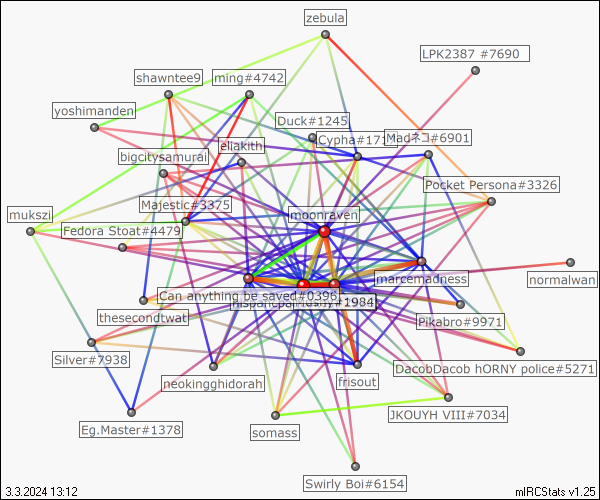 zebula
LPK2387 #7690
shawntee9
ming#4742
yoshimanden
Duck#1245
Cypha#17
Madネコ#6901
eliakith
bigcitysamurai
Pocket Persona#3326
Majestic#3375
mukszi
moonraven
Fedora Stoat#4479
marcemadness
normalwan
Can anything be saved#0396
#1984
thesecondtwat
Pikabro#9971
Silver#7938
DacobDacob hORNY police#5271
neokingghidorah
frisout
JKOUYH VIII#7034
Eg.Master#1378
somass
Swirly Boi#6154
3.3.2024 13:12
mIRCStats v1.25